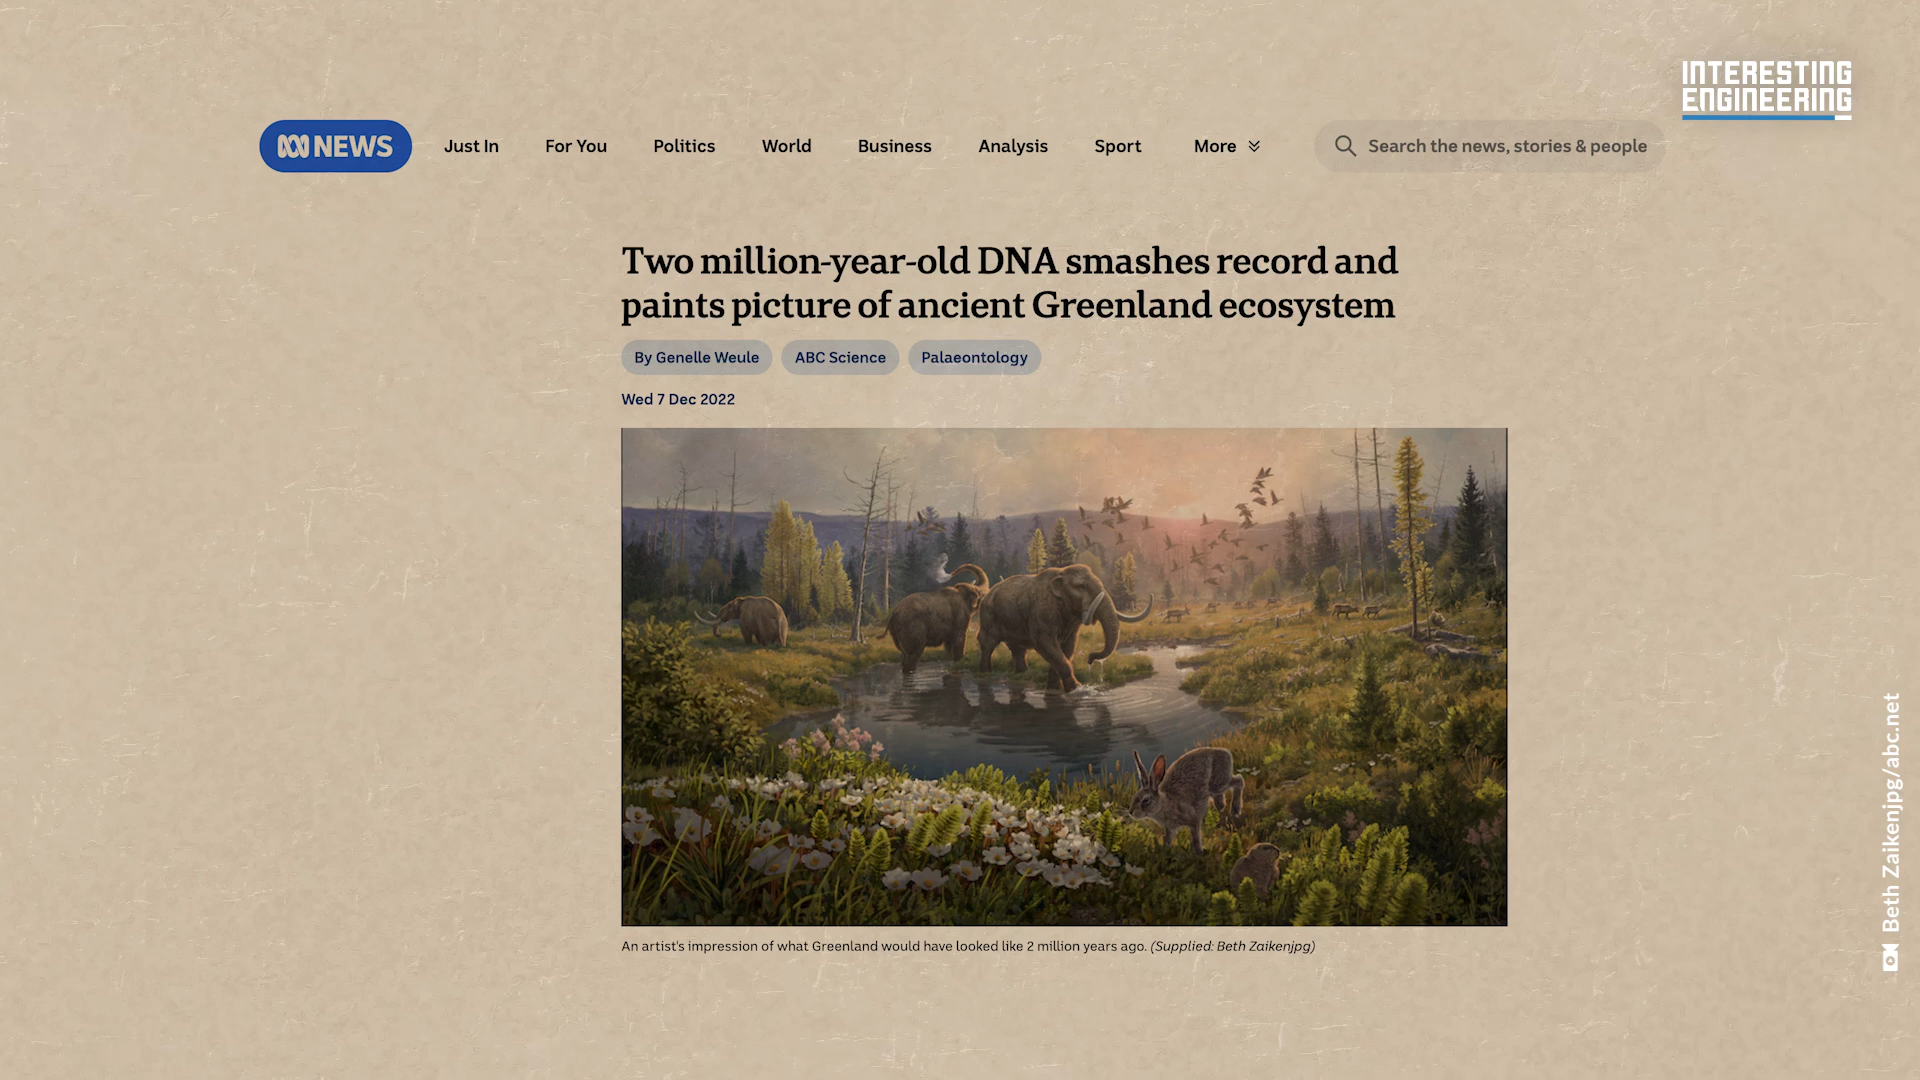 INTERESTING
ENGINEERING
NEWS
Just In
For You
Politics
World
Business
Analysis
Sport
More
Search the news, stories & people
Two million-year-old DNA smashes record and
paints picture of ancient Greenland ecosystem
By Genelle Weule
ABC Science
Palaeontology
Wed 7 Dec 2022
An artist's impression of what Greenland would have looked like 2 million years ago. (Supplied: Beth Zaikenjpg)
Beth Zaikenjpg/abc.net